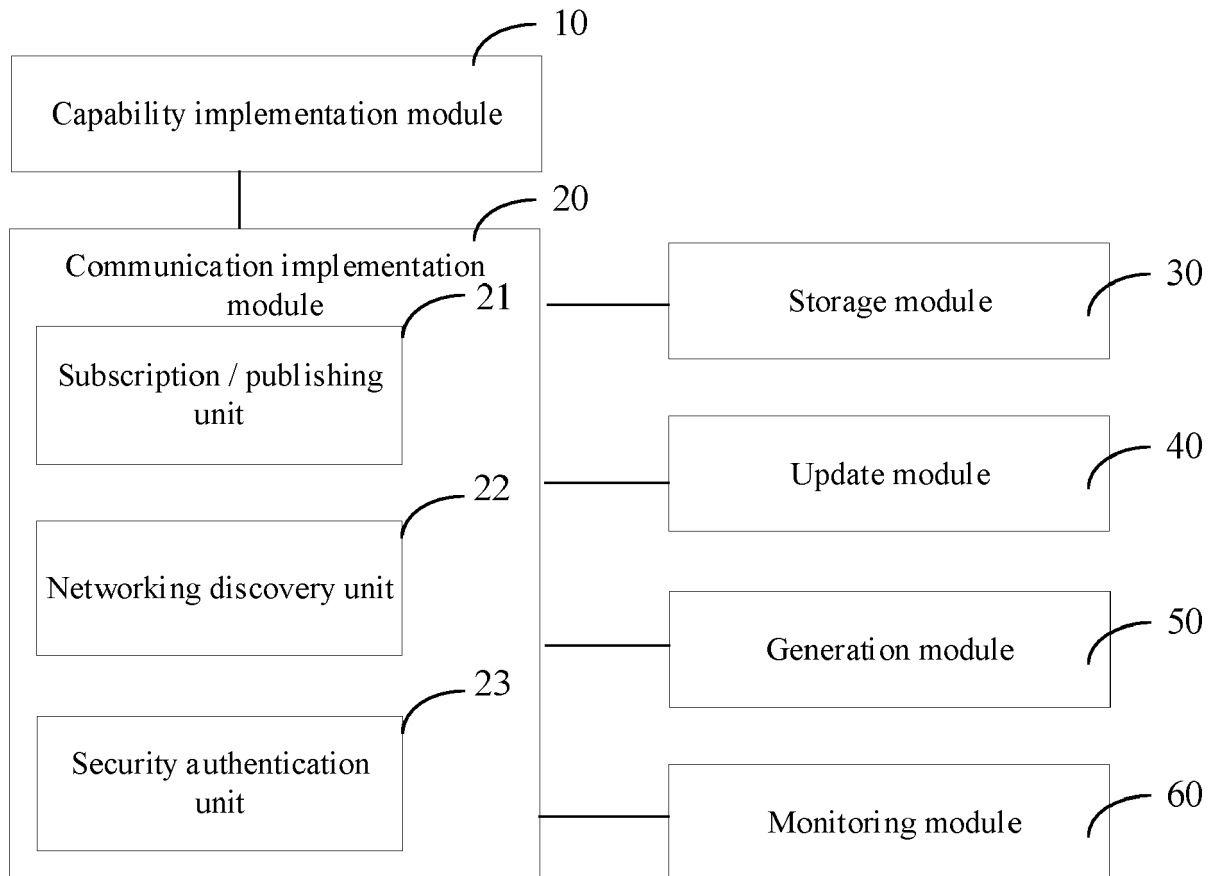 10
Capability implementation module
20
Communication implementation
module
21
Subscription / publishing
unit
22
Networking discovery unit
23
Security authentication
unit
30
Storage module
40
Update module
50
Generation module
60
Monitoring module